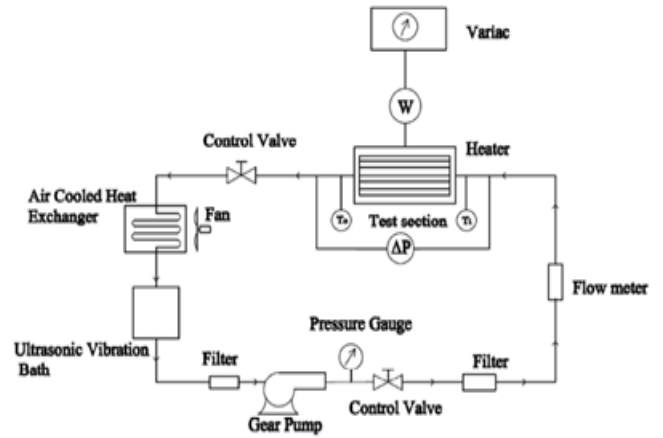 Variac
W
Control Valve
Heater
Air Cooled Heat
Exchanger
Fan
To
Test section
Ti
ΔP
Flow meter
Pressure Gauge
Ultrasonic Vibration
Bath
Filter
Filter
Control Valve
Gear Pump